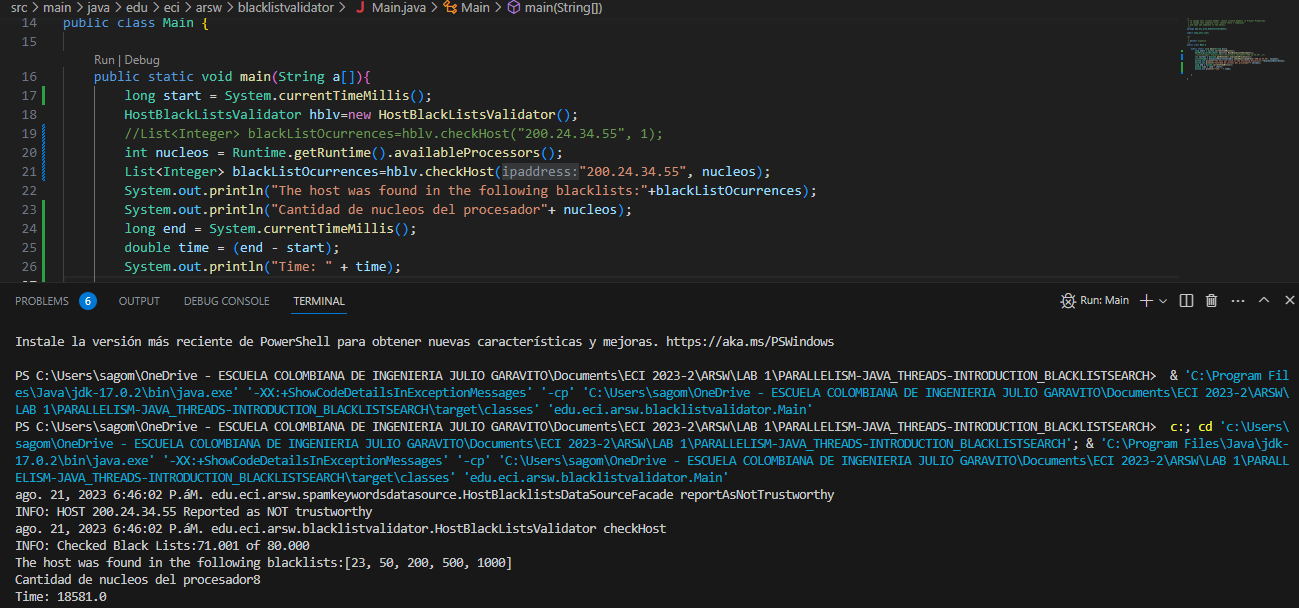 src > main > java > edu > eci > arsw > blacklistvalidator > J Main.java > Main > main(String[])
14 public class Main {
15
Run | Debug
16 public static void main(String a[]){
17 long start = System.currentTimeMillis();
18 HostBlackListsValidator hblv=new HostBlackListsValidator();
19 //List<Integer> blackListOcurrences=hblv.checkHost("200.24.34.55", 1);
20 int nucleos = Runtime.getRuntime().availableProcessors();
21 List<Integer> blackListOcurrences=hblv.checkHost(ipaddress:"200.24.34.55", nucleos);
22 System.out.println("The host was found in the following blacklists:"+blackListOcurrences);
23 System.out.println("Cantidad de nucleos del procesador"+ nucleos);
24 long end = System.currentTimeMillis();
25 double time = (end - start);
26 System.out.println("Time: " + time);
PROBLEMS 6 OUTPUT DEBUG CONSOLE TERMINAL Run: Main
Instale la versión más reciente de PowerShell para obtener nuevas características y mejoras. https://aka.ms/PSWindows
PS C:\Users\sagom\OneDrive - ESCUELA COLOMBIANA DE INGENIERIA JULIO GARAVITO\Documents\ECI 2023-2\ARSW\LAB 1\PARALLELISM-JAVA_THREADS-INTRODUCTION_BLACKLISTSEARCH> & 'C:\Program Fil
es\Java\jdk-17.0.2\bin\java.exe' '-XX:+ShowCodeDetailsInExceptionMessages' '-cp' 'C:\Users\sagom\OneDrive - ESCUELA COLOMBIANA DE INGENIERIA JULIO GARAVITO\Documents\ECI 2023-2\ARSW\
LAB 1\PARALLELISM-JAVA_THREADS-INTRODUCTION_BLACKLISTSEARCH\target\classes' 'edu.eci.arsw.blacklistvalidator.Main'
PS C:\Users\sagom\OneDrive - ESCUELA COLOMBIANA DE INGENIERIA JULIO GARAVITO\Documents\ECI 2023-2\ARSW\LAB 1\PARALLELISM-JAVA_THREADS-INTRODUCTION_BLACKLISTSEARCH> c:; cd 'c:\Users\
sagom\OneDrive - ESCUELA COLOMBIANA DE INGENIERIA JULIO GARAVITO\Documents\ECI 2023-2\ARSW\LAB 1\PARALLELISM-JAVA_THREADS-INTRODUCTION_BLACKLISTSEARCH'; & 'C:\Program Files\Java\jdk-
17.0.2\bin\java.exe' '-XX:+ShowCodeDetailsInExceptionMessages' '-cp' 'C:\Users\sagom\OneDrive - ESCUELA COLOMBIANA DE INGENIERIA JULIO GARAVITO\Documents\ECI 2023-2\ARSW\LAB 1\PARALL
ELISM-JAVA_THREADS-INTRODUCTION_BLACKLISTSEARCH\target\classes' 'edu.eci.arsw.blacklistvalidator.Main'
ago. 21, 2023 6:46:02 P.áM. edu.eci.arsw.spamkeywordsdatasource.HostBlacklistsDataSourceFacade reportAsNotTrustworthy
INFO: HOST 200.24.34.55 Reported as NOT trustworthy
ago. 21, 2023 6:46:02 P.áM. edu.eci.arsw.blacklistvalidator.HostBlackListsValidator checkHost
INFO: Checked Black Lists:71.001 of 80.000
The host was found in the following blacklists:[23, 50, 200, 500, 1000]
Cantidad de nucleos del procesador8
Time: 18581.0